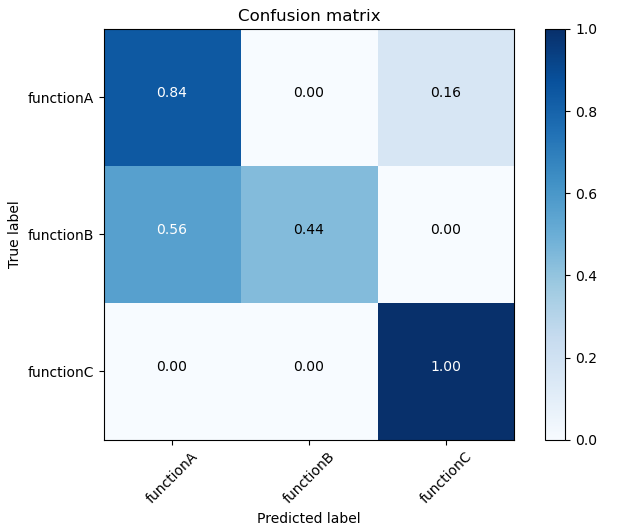 Confusion matrix
functionA
0.84
0.00
0.16
functionB
0.56
0.44
0.00
functionC
0.00
0.00
1.00
functionA
functionB
functionC
True label
Predicted label
1.0
0.8
0.6
0.4
0.2
0.0